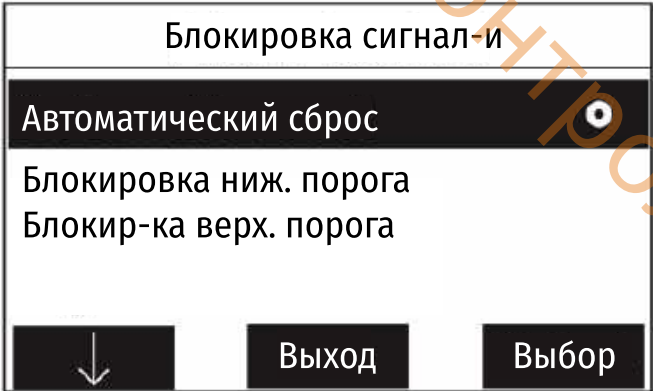 Блокировка сигнал-и
Автоматический сброс
Блокировка ниж. порога
Блокир-ка верх. порога
↓ Выход Выбор